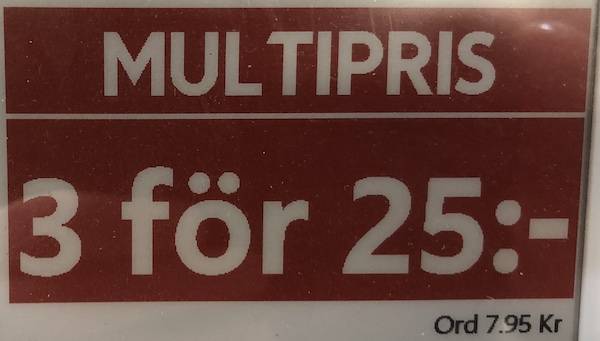 MULTIPRIS
3 för 25:-
Ord 7.95 Kr